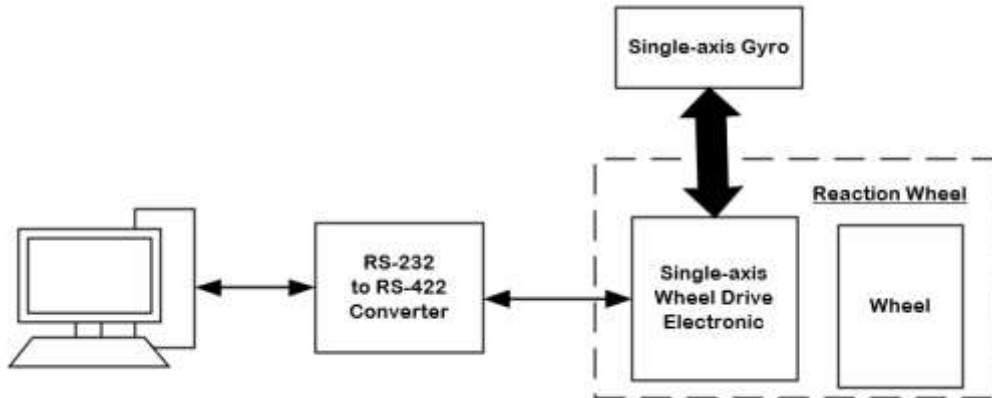 Single-axis Gyro
Reaction Wheel
RS-232
to RS-422
Converter
Single-axis
Wheel Drive
Electronic
Wheel